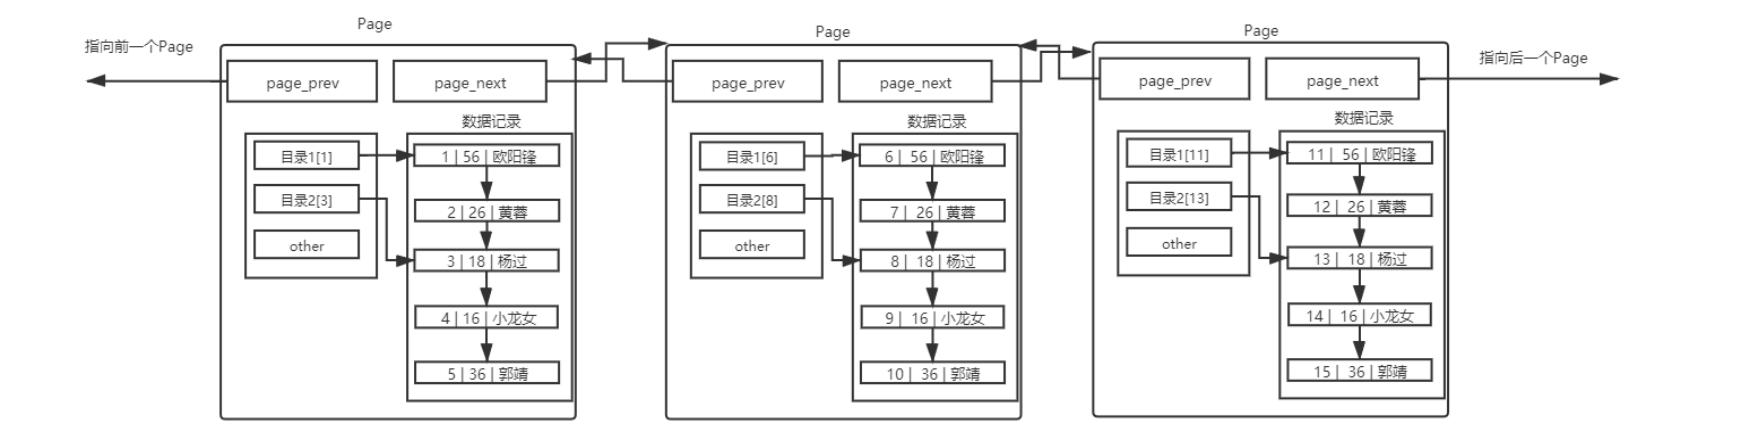 指向前一个Page
Page
page_prev
page_next
数据记录
目录1[1]
目录2[3]
other
1 | 56 | 欧阳锋
2 | 26 | 黄蓉
3 | 18 | 杨过
4 | 16 | 小龙女
5 | 36 | 郭靖
Page
page_prev
page_next
数据记录
目录1[6]
目录2[8]
other
6 | 56 | 欧阳锋
7 | 26 | 黄蓉
8 | 18 | 杨过
9 | 16 | 小龙女
10 | 36 | 郭靖
Page
page_prev
page_next
数据记录
目录1[11]
目录2[13]
other
11 | 56 | 欧阳锋
12 | 26 | 黄蓉
13 | 18 | 杨过
14 | 16 | 小龙女
15 | 36 | 郭靖
指向后一个Page